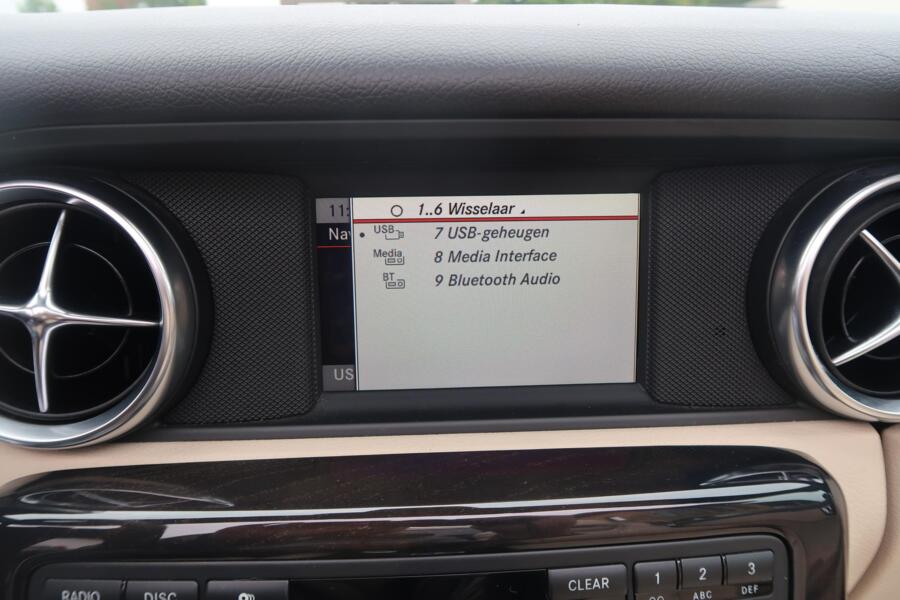 11:
1..6 Wisselaar
Nav
USB
7 USB-geheugen
Media
8 Media Interface
BT
9 Bluetooth Audio
US
RADIO DISC CLEAR 1 2 3
ABC DEF